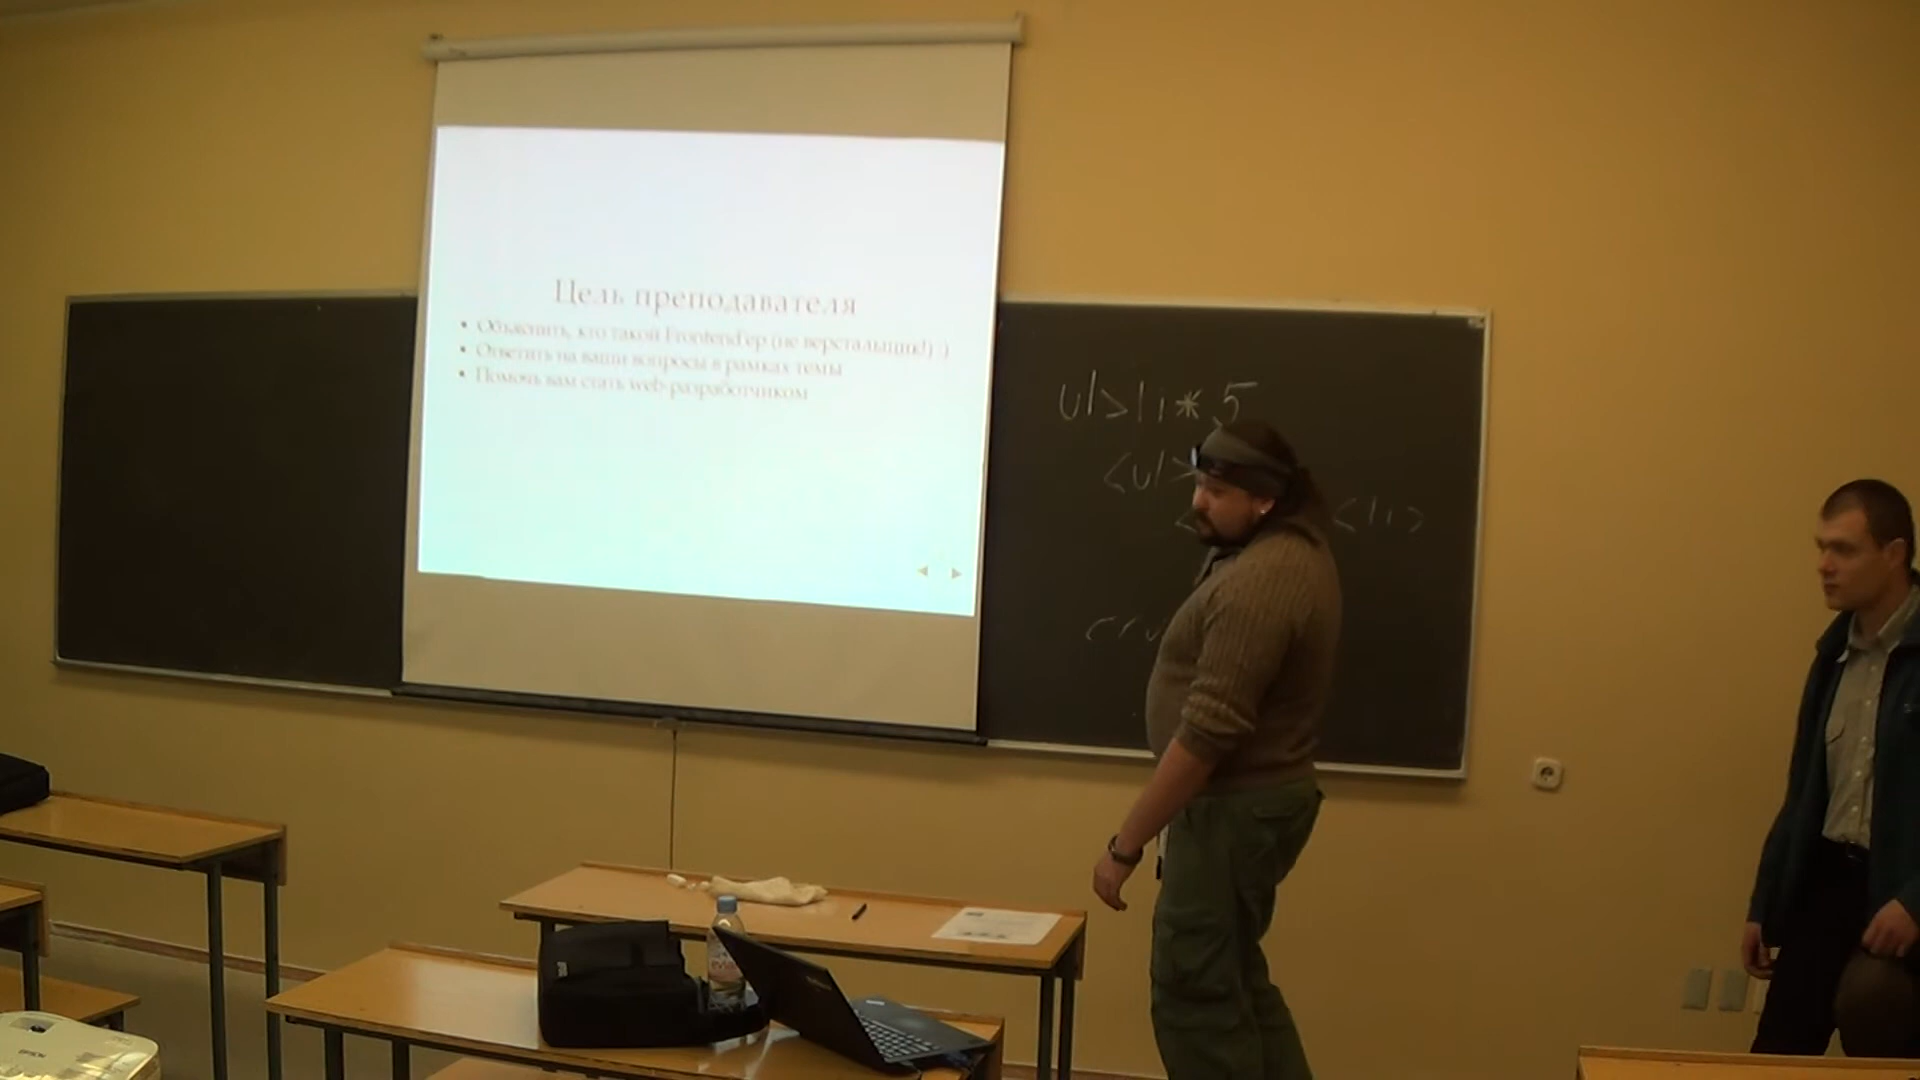 Цель преподавателя
• Объяснить, кто такой Frontend'ер (не верстальщик!) :)
• Ответить на ваши вопросы в рамках темы
• Помочь вам стать web-разработчиком
ul>li*5
<ul>
<li>
EPSON